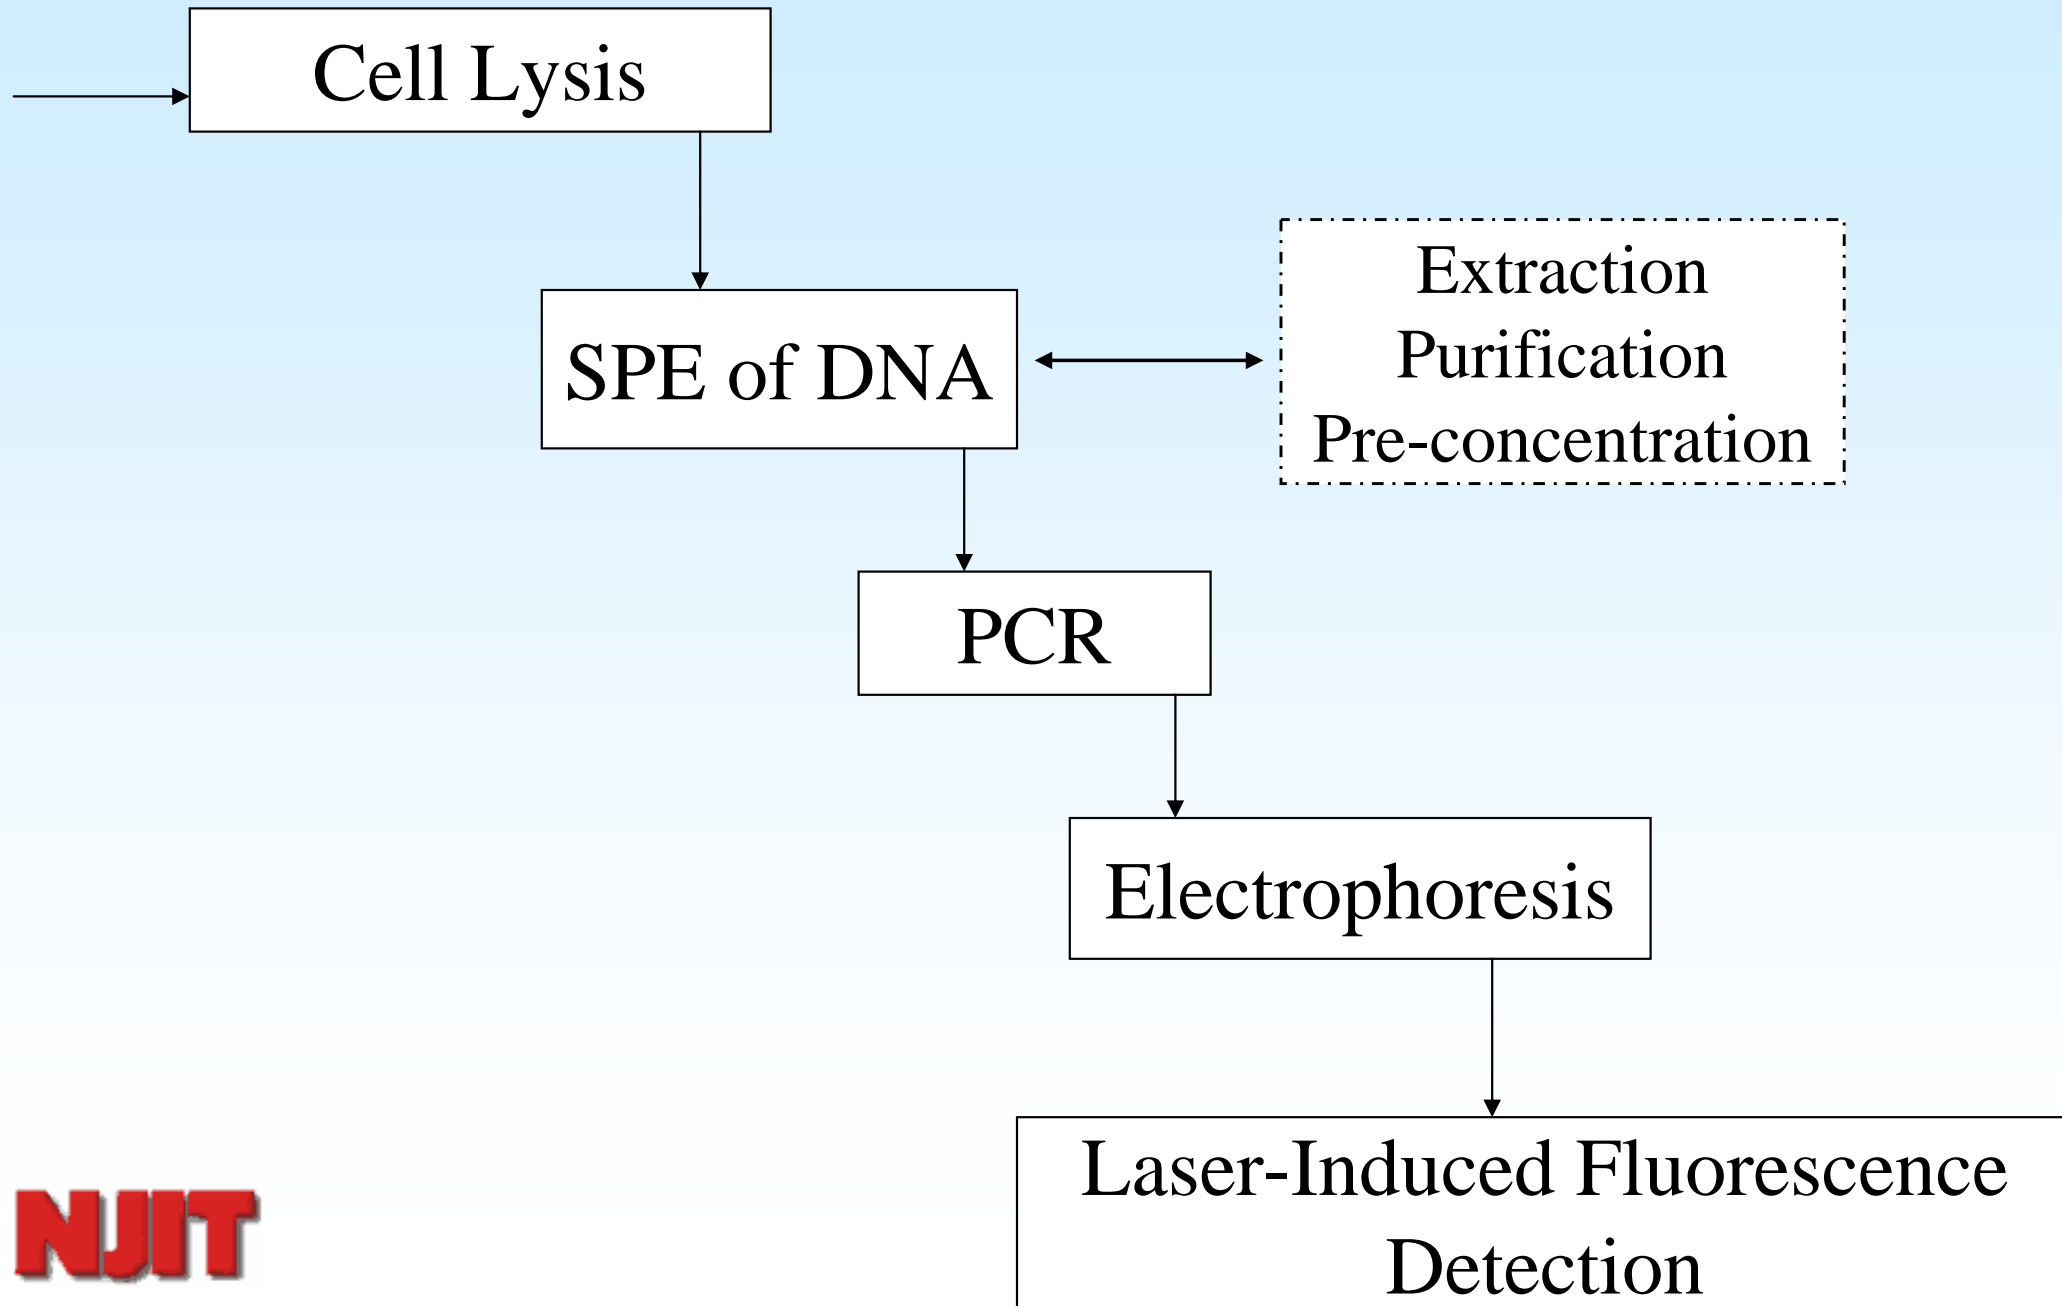 Cell Lysis
SPE of DNA
Extraction
Purification
Pre-concentration
PCR
Electrophoresis
Laser-Induced Fluorescence
Detection
NJIT